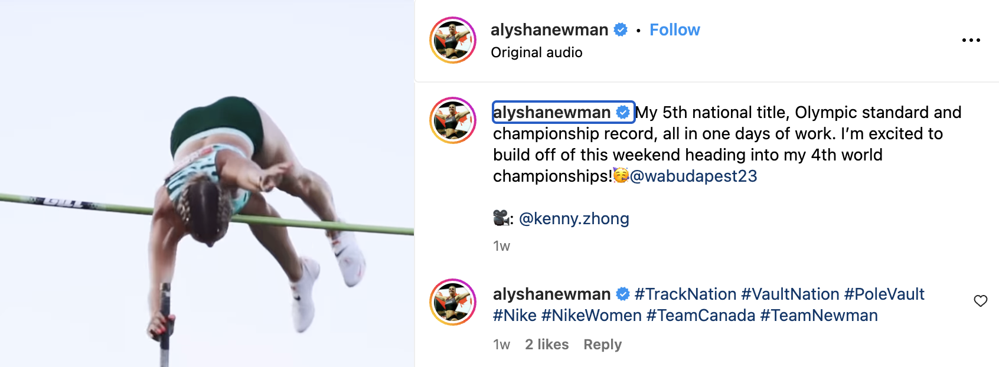 GILL
alyshanewman • Follow
Original audio
alyshanewman My 5th national title, Olympic standard and
championship record, all in one days of work. I’m excited to
build off of this weekend heading into my 4th world
championships!🥳@wabudapest23
🎥: @kenny.zhong
1w
alyshanewman #TrackNation #VaultNation #PoleVault
#Nike #NikeWomen #TeamCanada #TeamNewman
1w 2 likes Reply